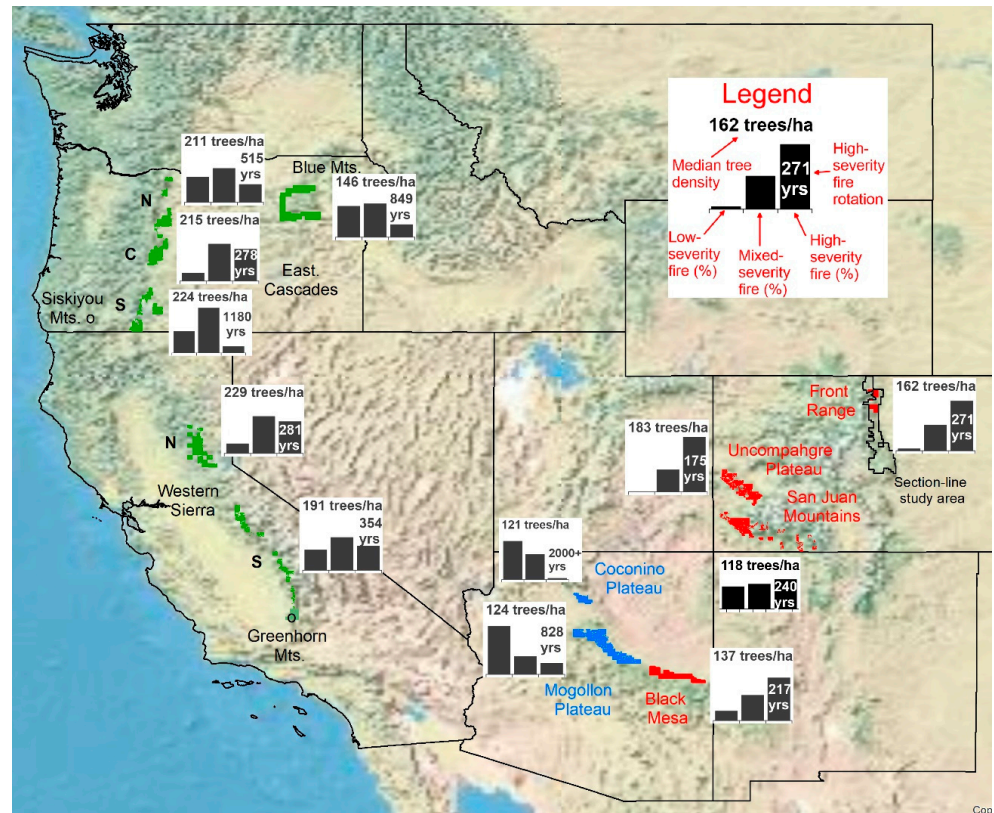 Legend
162 trees/ha
Median tree
density
271
yrs
High-
severity
fire
rotation
Low-
severity
fire (%)
Mixed-
severity
fire (%)
High-
severity
fire (%)
211 trees/ha
515
yrs
N
Blue Mts.
146 trees/ha
849
yrs
215 trees/ha
278
yrs
C
East.
Cascades
Siskiyou
Mts. o
S
224 trees/ha
1180
yrs
229 trees/ha
281
yrs
N
Western
Sierra
191 trees/ha
354
yrs
S
o
Greenhorn
Mts.
Front
Range
162 trees/ha
271
yrs
Section-line
study area
183 trees/ha
175
yrs
Uncompahgre
Plateau
San Juan
Mountains
121 trees/ha
2000+
yrs
Coconino
Plateau
118 trees/ha
240
yrs
124 trees/ha
828
yrs
Mogollon
Plateau
Black
Mesa
137 trees/ha
217
yrs
Cop